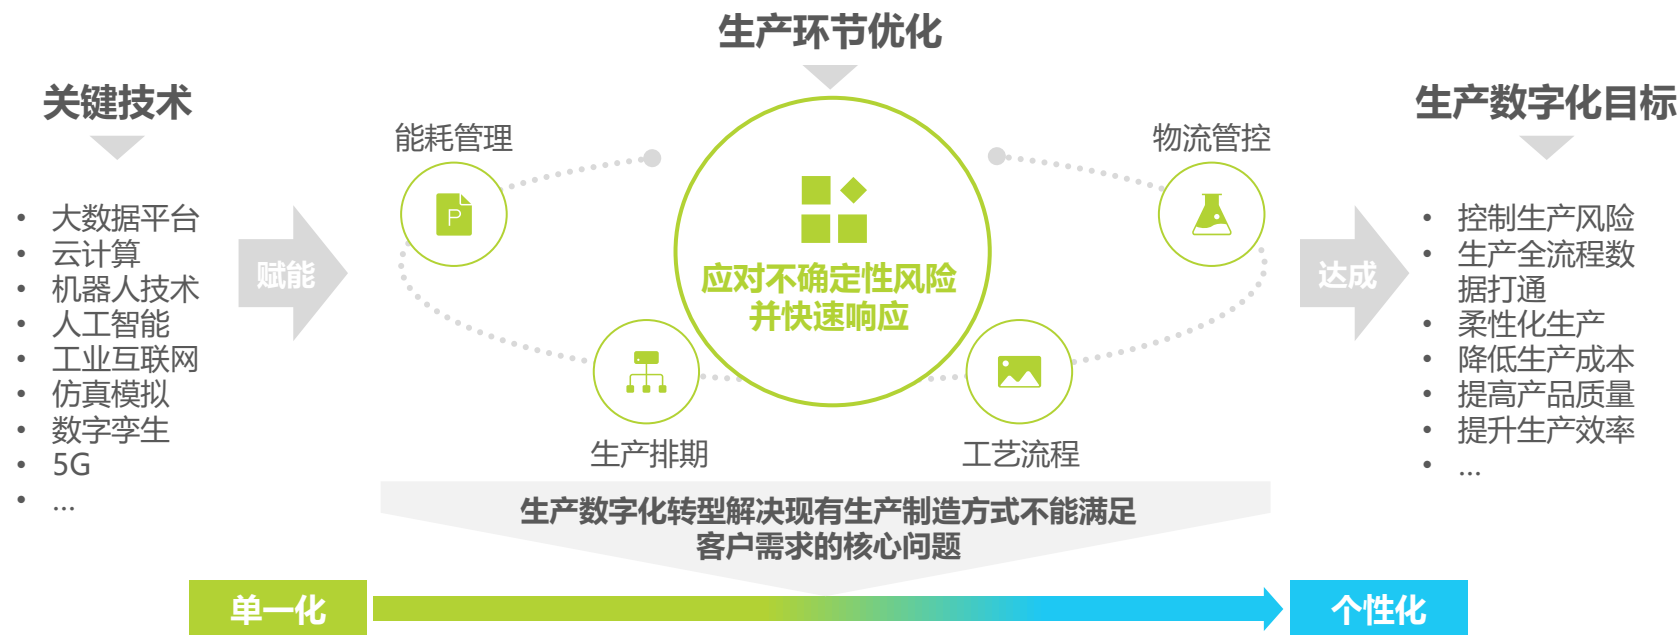 生产环节优化
关键技术
• 大数据平台
• 云计算
• 机器人技术
• 人工智能
• 工业互联网
• 仿真模拟
• 数字孪生
• 5G
• ...
赋能
能耗管理
P
物流管控
应对不确定性风险
并快速响应
生产排期
工艺流程
达成
生产数字化目标
• 控制生产风险
• 生产全流程数
据打通
• 柔性化生产
• 降低生产成本
• 提高产品质量
• 提升生产效率
• ...
生产数字化转型解决现有生产制造方式不能满足
客户需求的核心问题
单一化
个性化